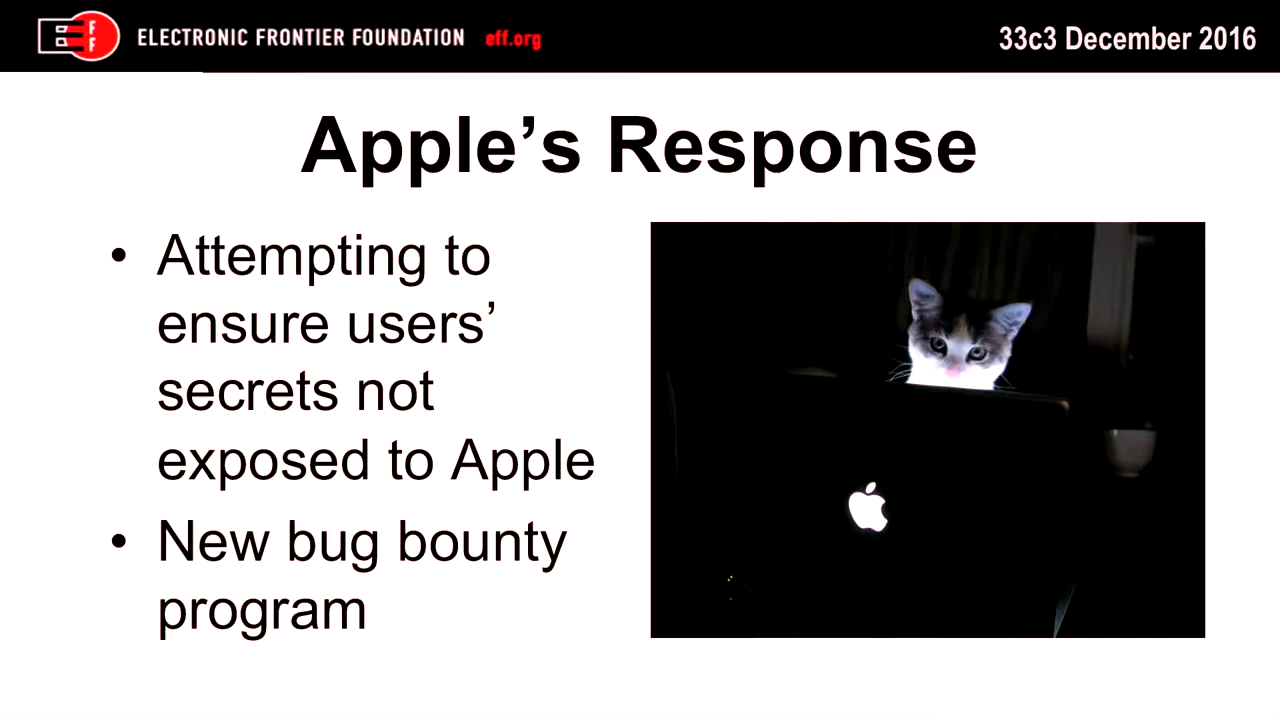 EFF
ELECTRONIC FRONTIER FOUNDATION eff.org
33c3 December 2016
Apple’s Response
• Attempting to
ensure users’
secrets not
exposed to Apple
• New bug bounty
program